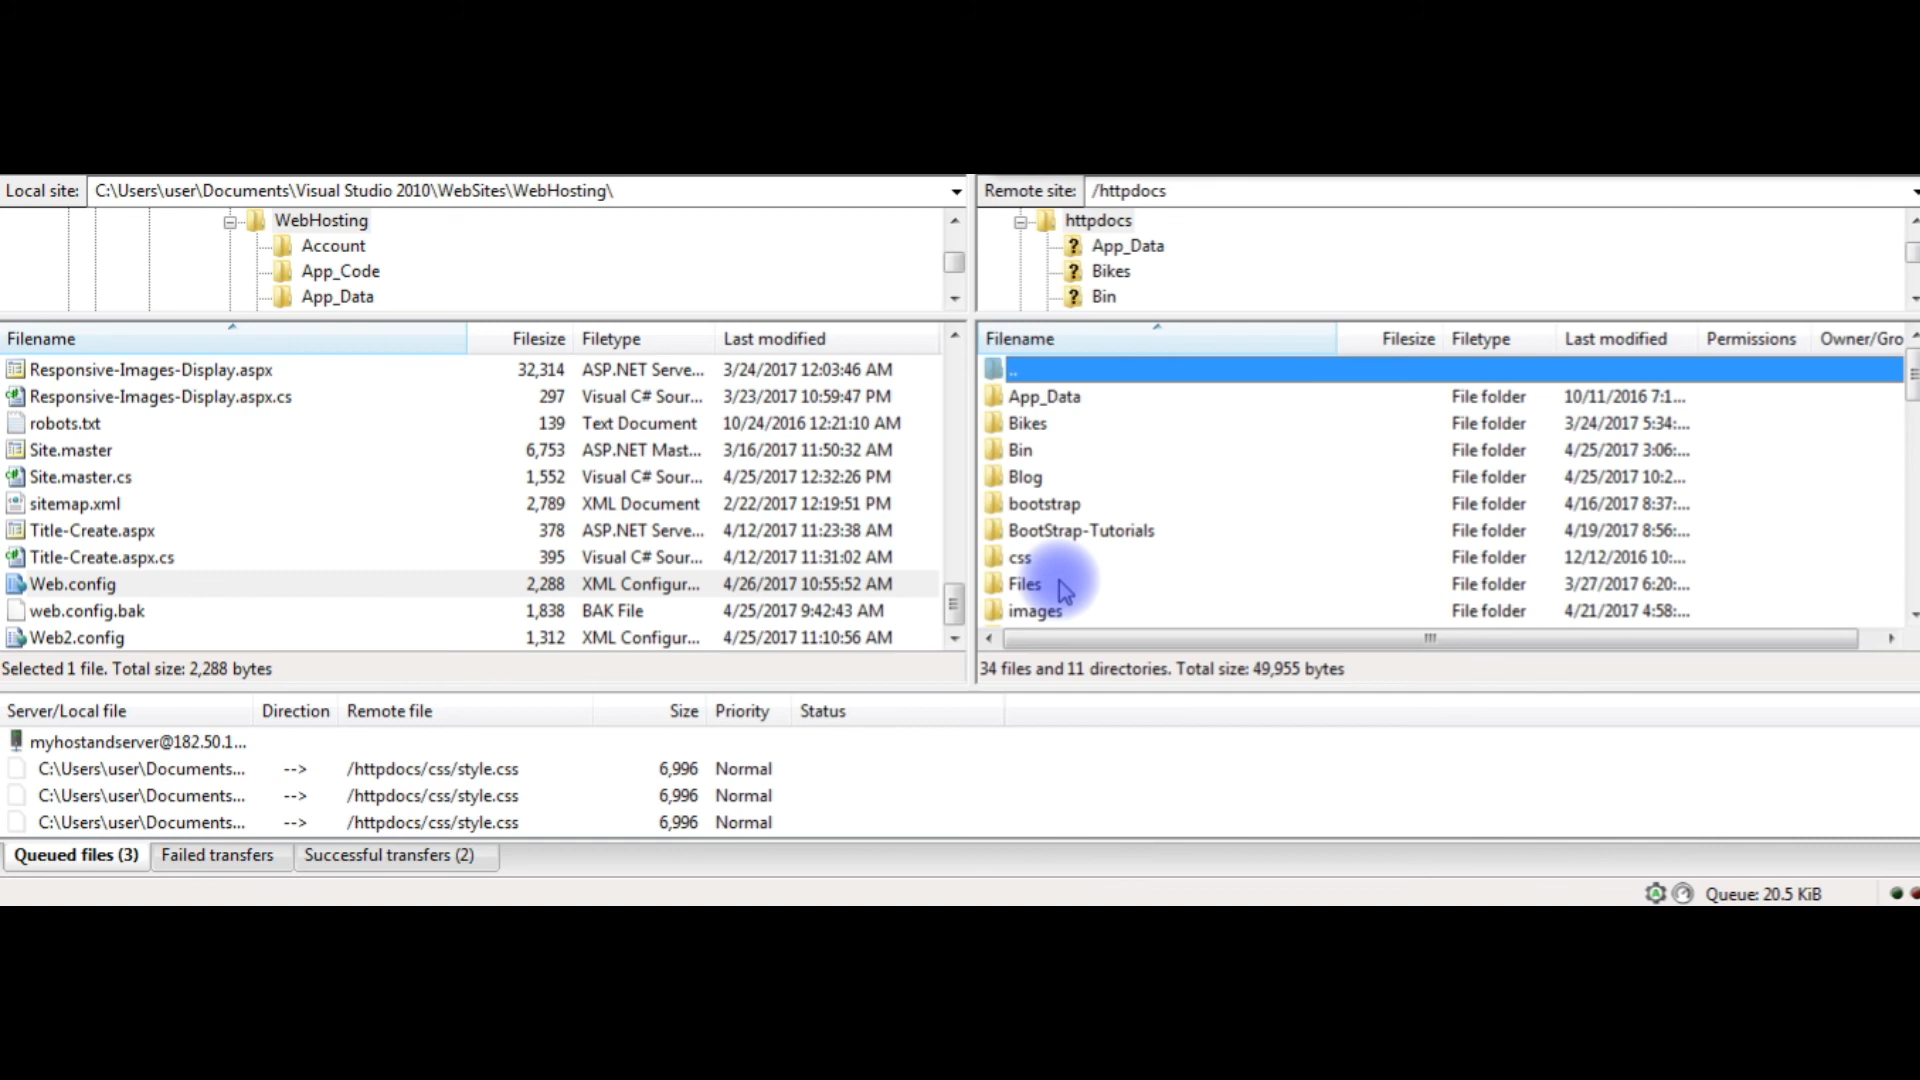 Local site: C:\Users\user\Documents\Visual Studio 2010\WebSites\WebHosting\
WebHosting
Account
App_Code
App_Data
Filename Filesize Filetype Last modified
Responsive-Images-Display.aspx 32,314 ASP.NET Serve... 3/24/2017 12:03:46 AM
Responsive-Images-Display.aspx.cs 297 Visual C# Sour... 3/23/2017 10:59:47 PM
robots.txt 139 Text Document 10/24/2016 12:21:10 AM
Site.master 6,753 ASP.NET Mast... 3/16/2017 11:50:32 AM
Site.master.cs 1,552 Visual C# Sour... 4/25/2017 12:32:26 PM
sitemap.xml 2,789 XML Document 2/22/2017 12:19:51 PM
Title-Create.aspx 378 ASP.NET Serve... 4/12/2017 11:23:38 AM
Title-Create.aspx.cs 395 Visual C# Sour... 4/12/2017 11:31:02 AM
Web.config 2,288 XML Configur... 4/26/2017 10:55:52 AM
web.config.bak 1,838 BAK File 4/25/2017 9:42:43 AM
Web2.config 1,312 XML Configur... 4/25/2017 11:10:56 AM
Selected 1 file. Total size: 2,288 bytes
Remote site: /httpdocs
httpdocs
? App_Data
? Bikes
? Bin
Filename Filesize Filetype Last modified Permissions Owner/Gro
..
App_Data File folder 10/11/2016 7:1...
Bikes File folder 3/24/2017 5:34:...
Bin File folder 4/25/2017 3:06:...
Blog File folder 4/25/2017 10:2...
bootstrap File folder 4/16/2017 8:37:...
BootStrap-Tutorials File folder 4/19/2017 8:56:...
css File folder 12/12/2016 10:...
Files File folder 3/27/2017 6:20:...
images File folder 4/21/2017 4:58:...
34 files and 11 directories. Total size: 49,955 bytes
Server/Local file Direction Remote file Size Priority Status
myhostandserver@182.50.1...
C:\Users\user\Documents... --> /httpdocs/css/style.css 6,996 Normal
C:\Users\user\Documents... --> /httpdocs/css/style.css 6,996 Normal
C:\Users\user\Documents... --> /httpdocs/css/style.css 6,996 Normal
Queued files (3) Failed transfers Successful transfers (2)
Queue: 20.5 KiB